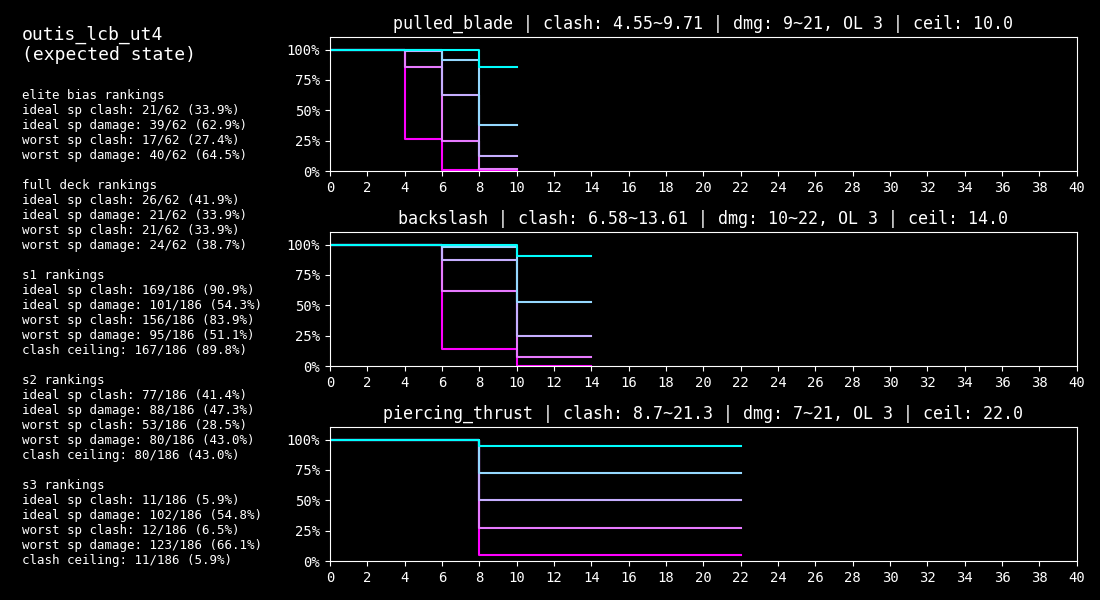 outis_lcb_ut4
(expected state)
elite bias rankings
ideal sp clash: 21/62 (33.9%)
ideal sp damage: 39/62 (62.9%)
worst sp clash: 17/62 (27.4%)
worst sp damage: 40/62 (64.5%)
full deck rankings
ideal sp clash: 26/62 (41.9%)
ideal sp damage: 21/62 (33.9%)
worst sp clash: 21/62 (33.9%)
worst sp damage: 24/62 (38.7%)
s1 rankings
ideal sp clash: 169/186 (90.9%)
ideal sp damage: 101/186 (54.3%)
worst sp clash: 156/186 (83.9%)
worst sp damage: 95/186 (51.1%)
clash ceiling: 167/186 (89.8%)
s2 rankings
ideal sp clash: 77/186 (41.4%)
ideal sp damage: 88/186 (47.3%)
worst sp clash: 53/186 (28.5%)
worst sp damage: 80/186 (43.0%)
clash ceiling: 80/186 (43.0%)
s3 rankings
ideal sp clash: 11/186 (5.9%)
ideal sp damage: 102/186 (54.8%)
worst sp clash: 12/186 (6.5%)
worst sp damage: 123/186 (66.1%)
clash ceiling: 11/186 (5.9%)
pulled_blade | clash: 4.55~9.71 | dmg: 9~21, OL 3 | ceil: 10.0
100%
75%
50%
25%
0%
0 2 4 6 8 10 12 14 16 18 20 22 24 26 28 30 32 34 36 38 40
backslash | clash: 6.58~13.61 | dmg: 10~22, OL 3 | ceil: 14.0
100%
75%
50%
25%
0%
0 2 4 6 8 10 12 14 16 18 20 22 24 26 28 30 32 34 36 38 40
piercing_thrust | clash: 8.7~21.3 | dmg: 7~21, OL 3 | ceil: 22.0
100%
75%
50%
25%
0%
0 2 4 6 8 10 12 14 16 18 20 22 24 26 28 30 32 34 36 38 40